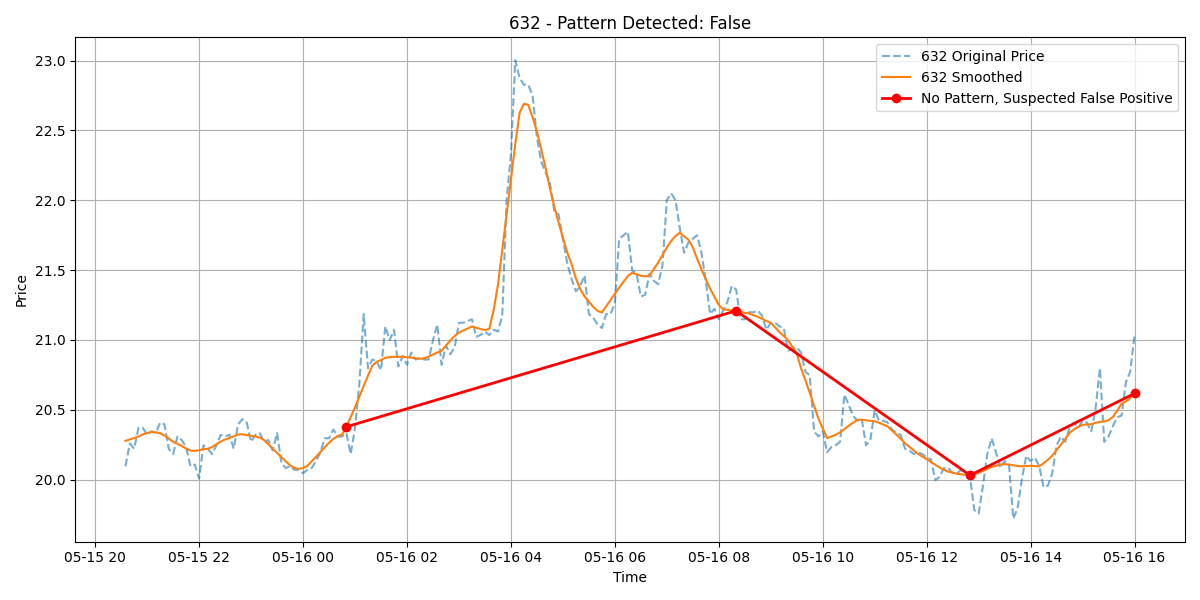 632 - Pattern Detected: False
632 Original Price
632 Smoothed
No Pattern, Suspected False Positive
Price
23.0
22.5
22.0
21.5
21.0
20.5
20.0
05-15 20 05-15 22 05-16 00 05-16 02 05-16 04 05-16 06 05-16 08 05-16 10 05-16 12 05-16 14 05-16 16
Time